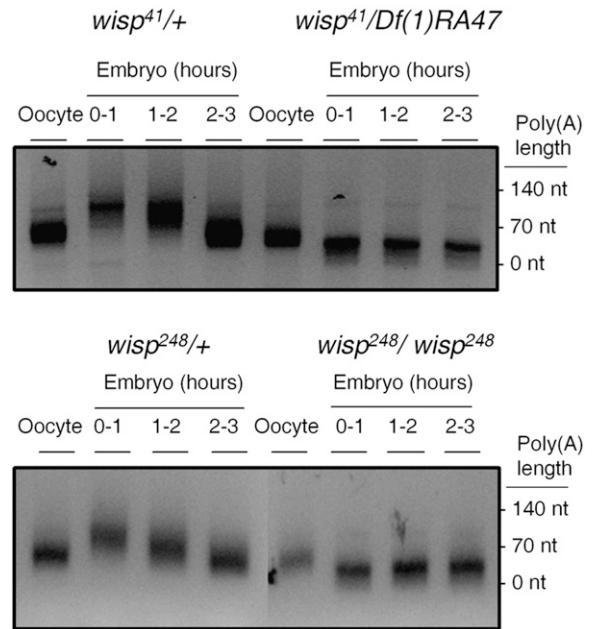 wisp41/+ wisp41/Df(1)RA47
Embryo (hours) Embryo (hours)
Oocyte 0-1 1-2 2-3 Oocyte 0-1 1-2 2-3
Poly(A)
length
140 nt
70 nt
0 nt
wisp248/+ wisp248/ wisp248
Embryo (hours) Embryo (hours)
Oocyte 0-1 1-2 2-3 Oocyte 0-1 1-2 2-3
Poly(A)
length
140 nt
70 nt
0 nt